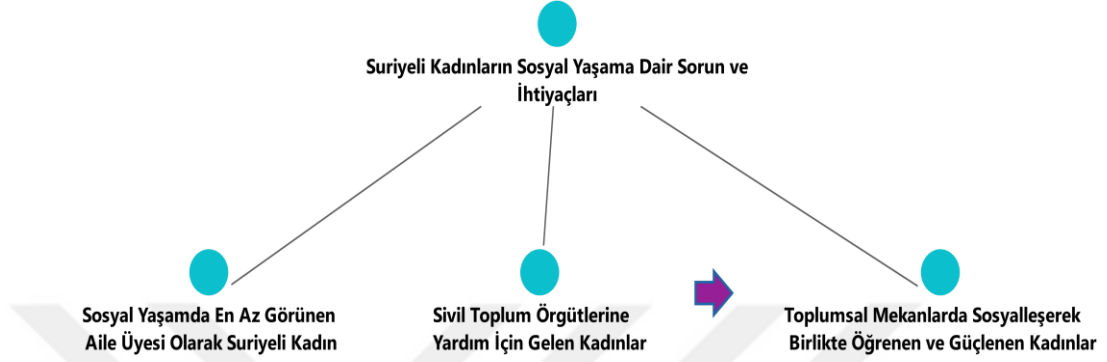 Suriyeli Kadınların Sosyal Yaşama Dair Sorun ve
İhtiyaçları
Sosyal Yaşamda En Az Görünen
Aile Üyesi Olarak Suriyeli Kadın
Sivil Toplum Örgütlerine
Yardım İçin Gelen Kadınlar
Toplumsal Mekanlarda Sosyalleşerek
Birlikte Öğrenen ve Güçlenen Kadınlar